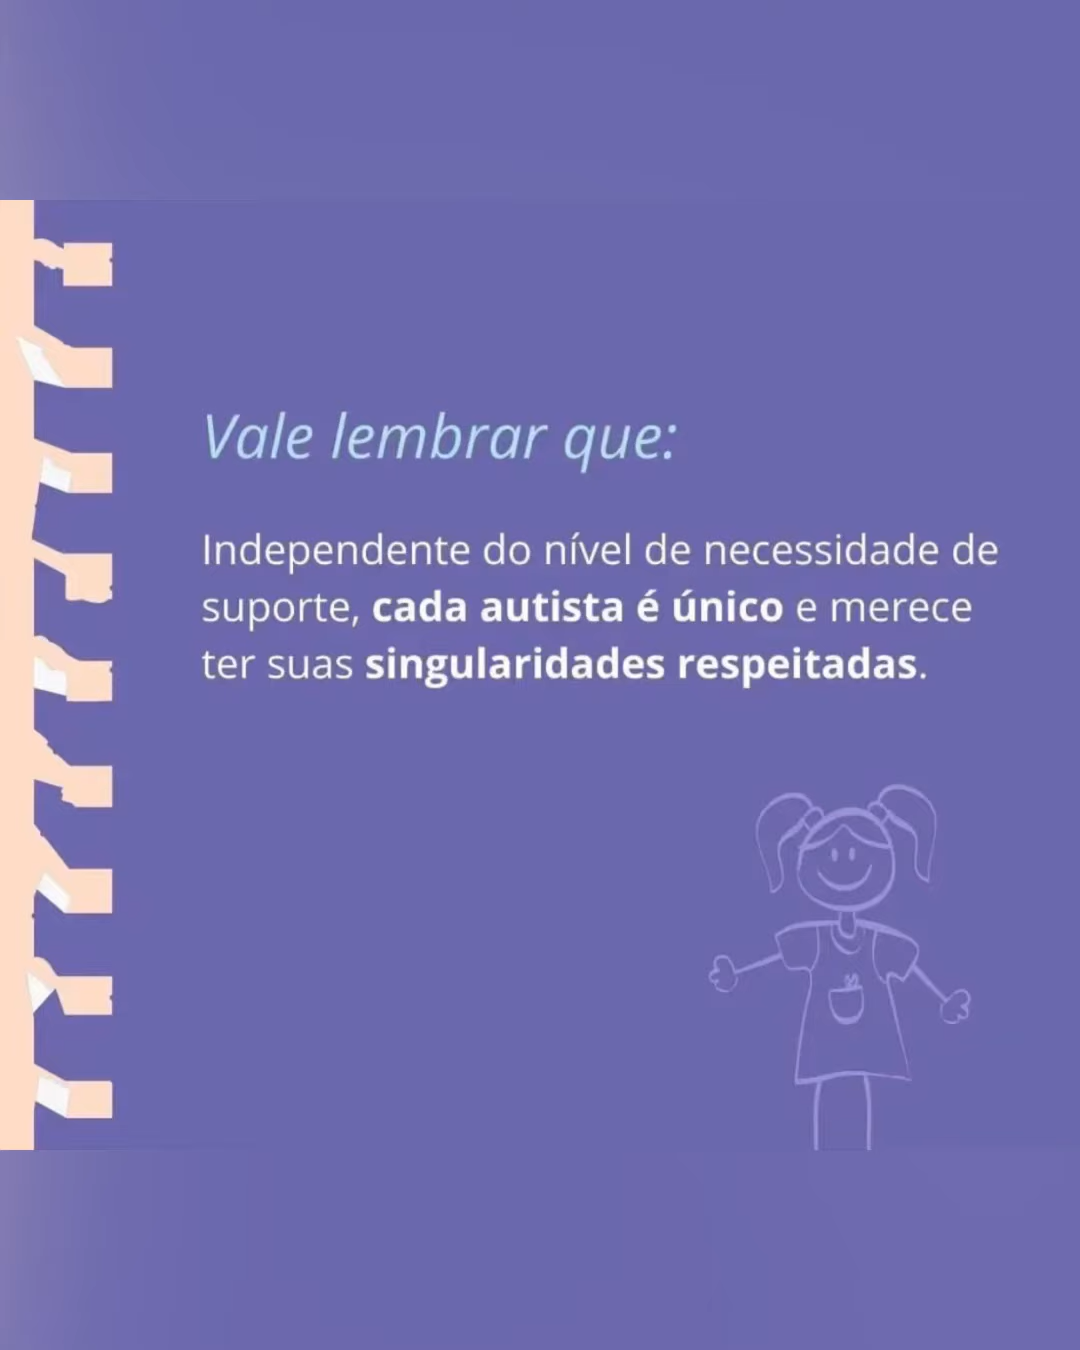 Vale lembrar que:
Independente do nível de necessidade de
suporte, cada autista é único e merece
ter suas singularidades respeitadas.